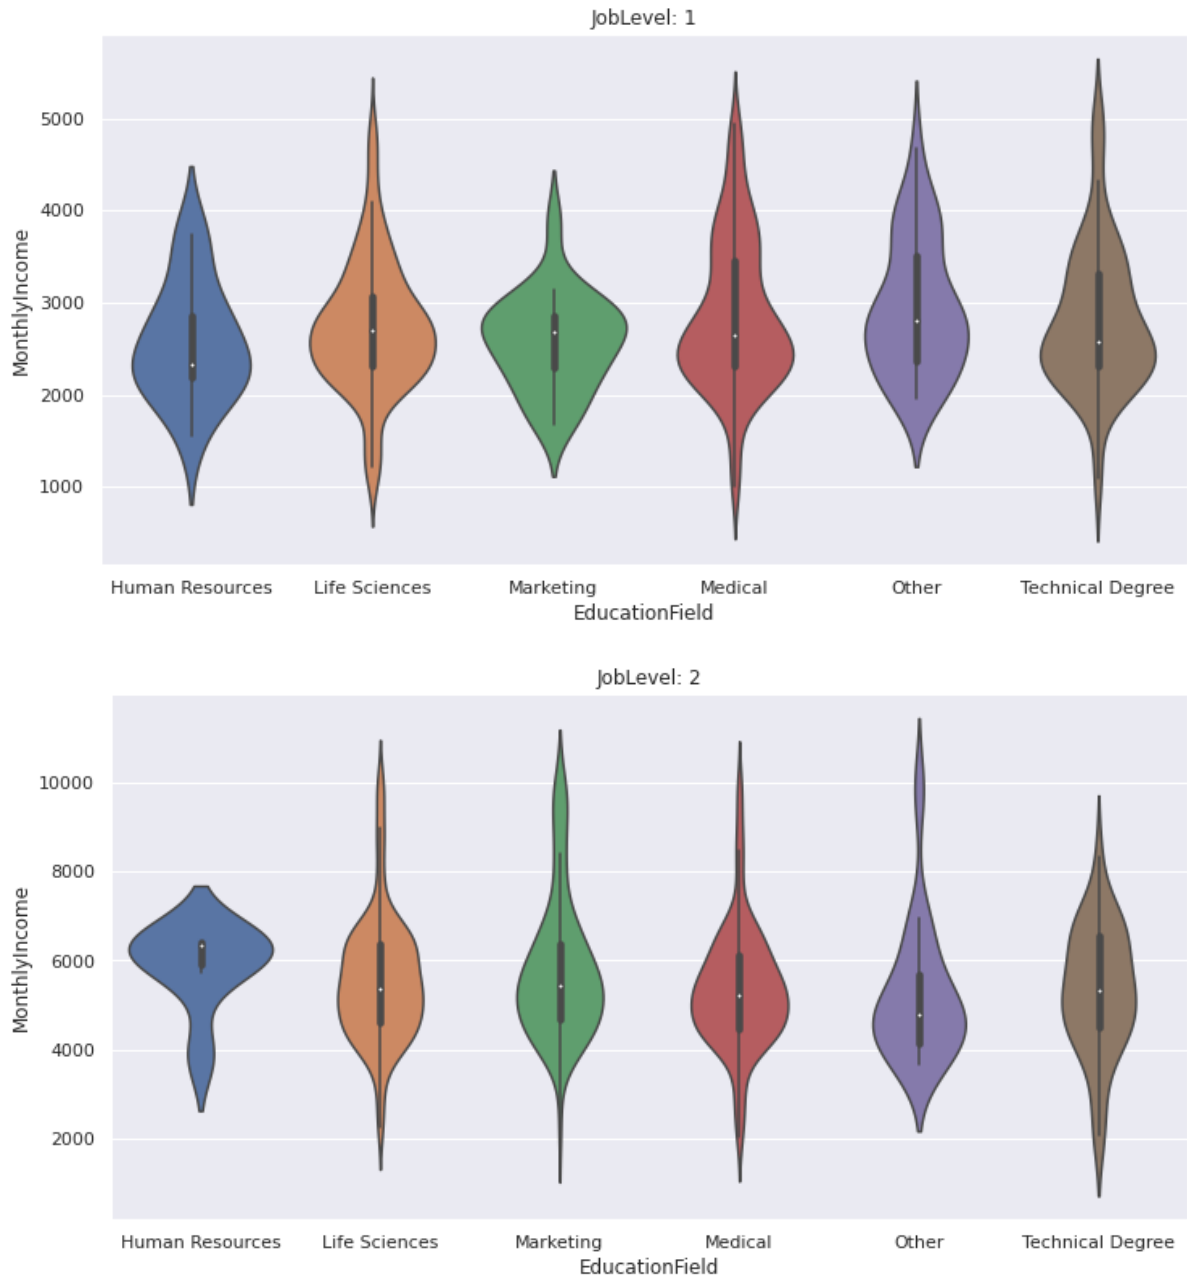 JobLevel: 1
5000
4000
3000
2000
1000
MonthlyIncome
Human Resources Life Sciences Marketing Medical Other Technical Degree
EducationField
JobLevel: 2
10000
8000
6000
4000
2000
MonthlyIncome
Human Resources Life Sciences Marketing Medical Other Technical Degree
EducationField